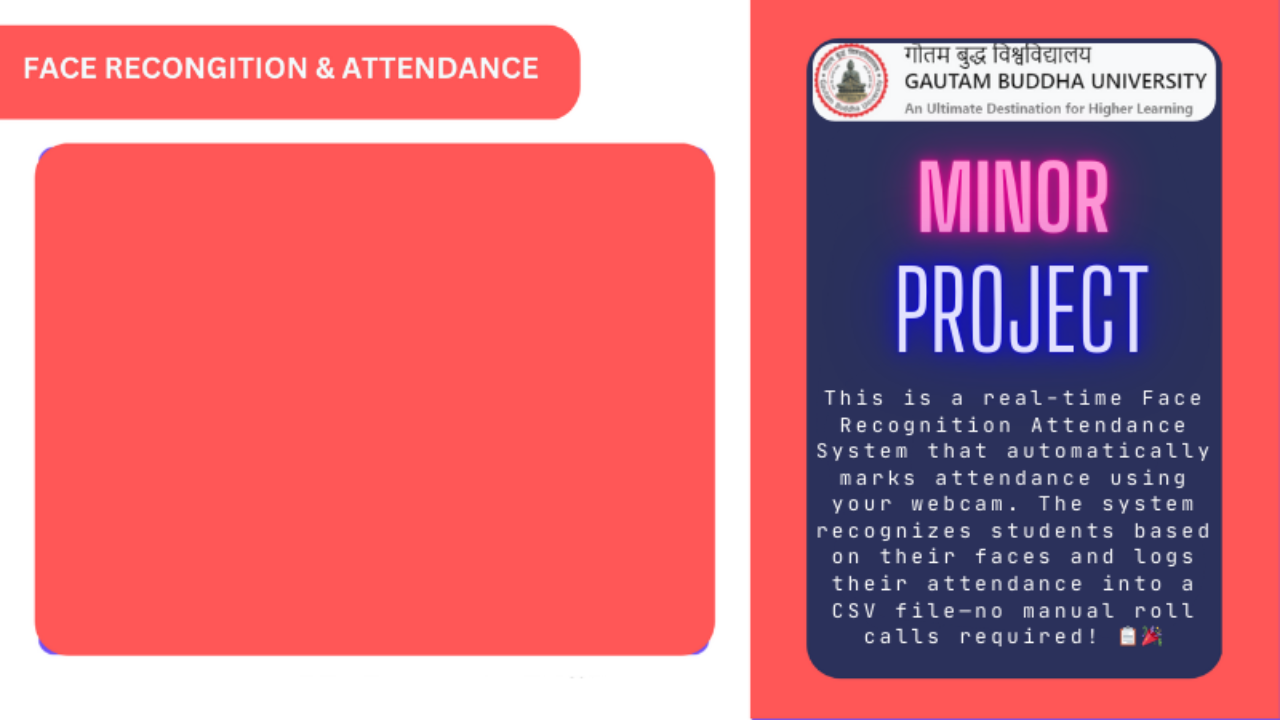 FACE RECONGITION & ATTENDANCE
गोतम बुद्ध विश्वविद्यालय
GAUTAM BUDDHA UNIVERSITY
An Ultimate Destination for Higher Learning
MINOR
PROJECT
This is a real-time Face
Recognition Attendance
System that automatically
marks attendance using
your webcam. The system
recognizes students based
on their faces and logs
their attendance into a
CSV file—no manual roll
calls required! 📋🎉